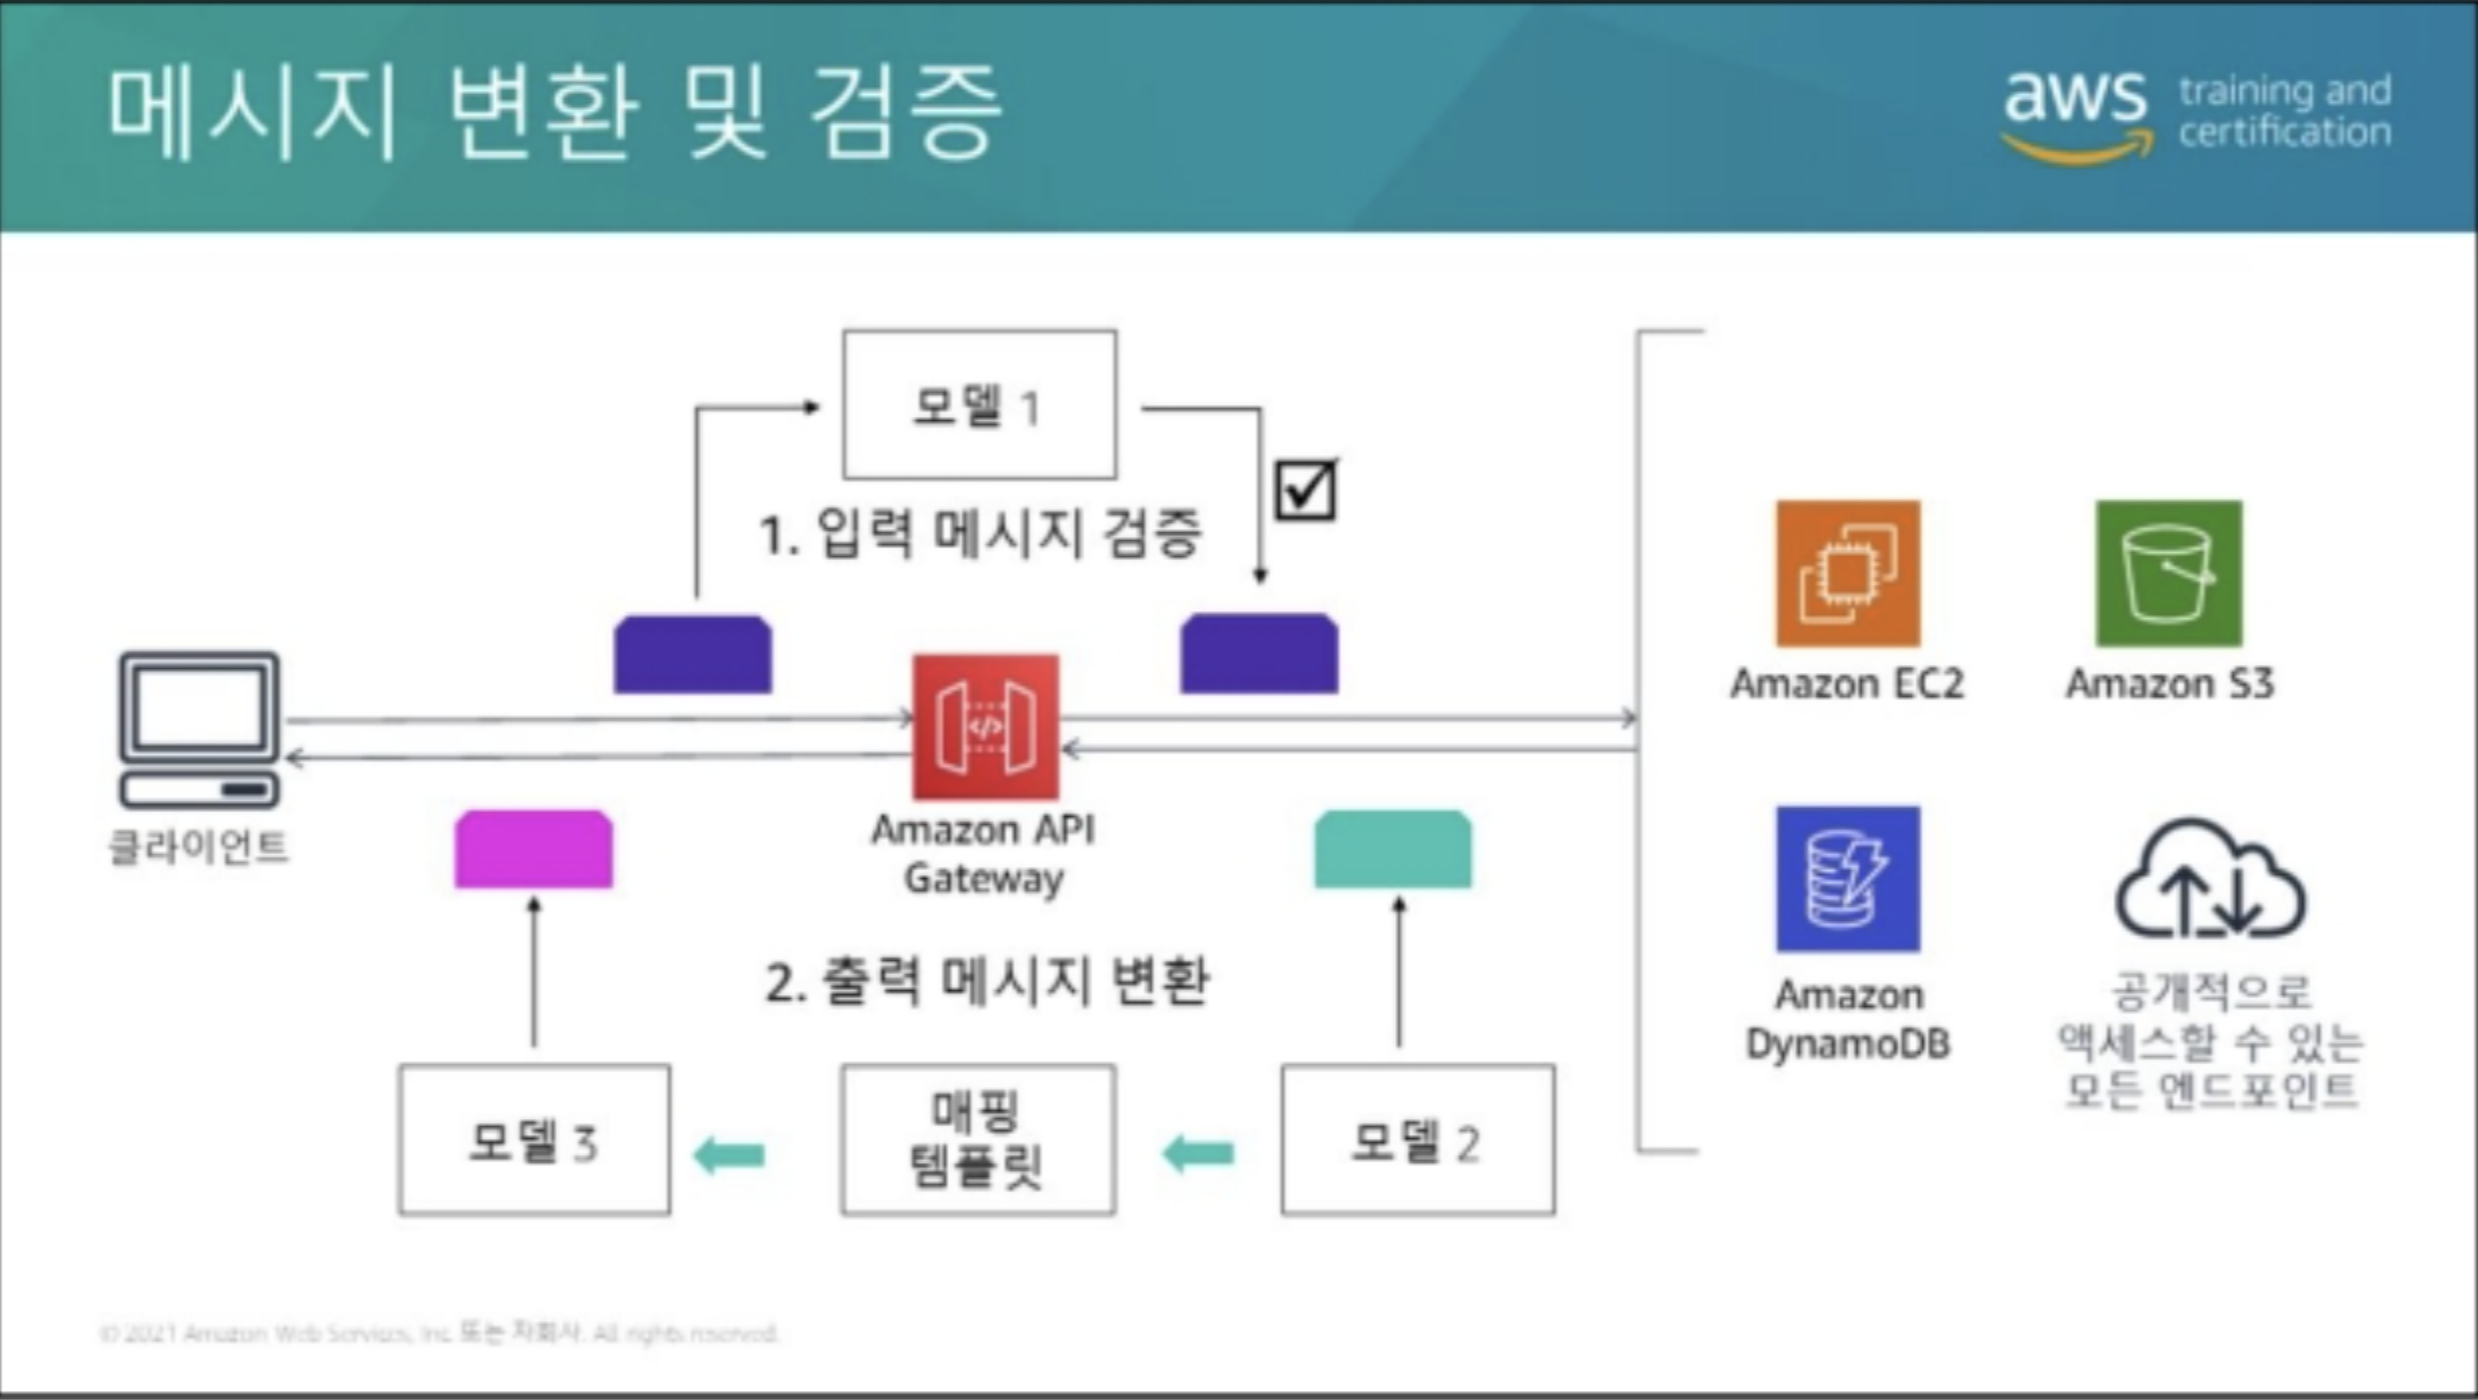 메시지 변환 및 검증
aws
training and
certification
모델 1
1. 입력 메시지 검증
클라이언트
</>
Amazon API
Gateway
2. 출력 메시지 변환
모델 3
매핑
템플릿
모델 2
Amazon EC2
Amazon S3
Amazon
DynamoDB
공개적으로
액세스할 수 있는
모든 엔드포인트
© 2021 Amazon Web Services, Inc. 또는 자회사. All rights reserved.